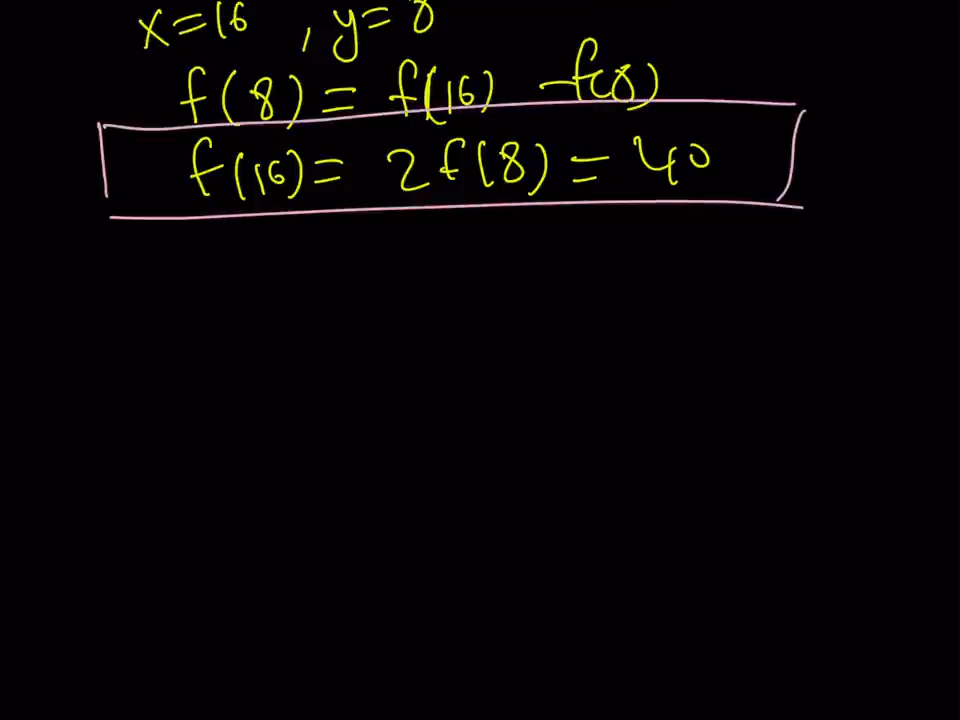 x=16 , y=8
f(8) = f(16) -f(8)
f(16)= 2f(8) = 40